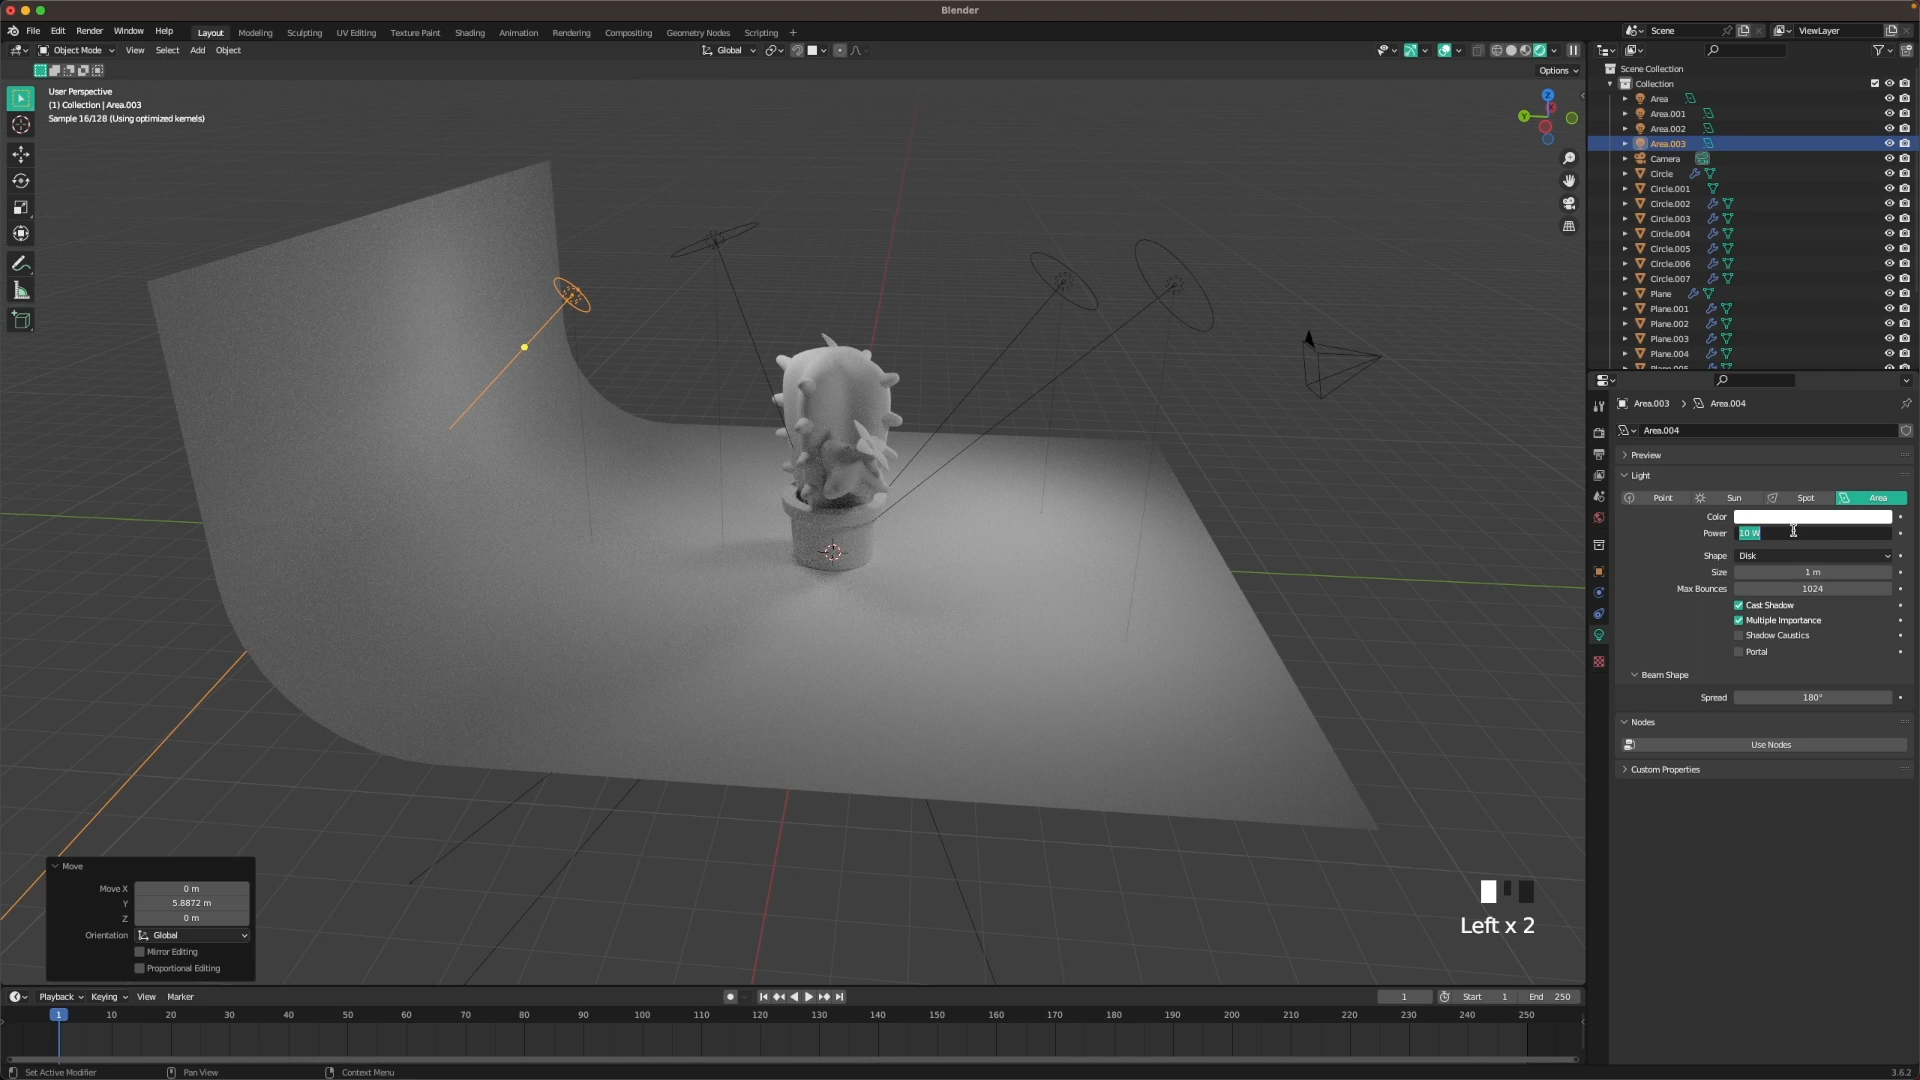 Blender
File Edit Render Window Help Layout Modeling Sculpting UV Editing Texture Paint Shading Animation Rendering Compositing Geometry Nodes Scripting + Scene ViewLayer
Object Mode View Select Add Object Global
Options
User Perspective
(1) Collection | Area.003
Sample 16/128 (Using optimized kernels)
Z
Y
Scene Collection
Collection
Area
Area.001
Area.002
Area.003
Camera
Circle
Circle.001
Circle.002
Circle.003
Circle.004
Circle.005
Circle.006
Circle.007
Plane
Plane.001
Plane.002
Plane.003
Plane.004
Area.003 > Area.004
Area.004
Preview
Light
Point Sun Spot Area
Color
Power 10 W
Shape Disk
Size 1 m
Max Bounces 1024
Cast Shadow
Multiple Importance
Shadow Caustics
Portal
Beam Shape
Spread 180°
Nodes
Use Nodes
Custom Properties
Move
Move X 0 m
Y 5.8872 m
Z 0 m
Orientation Global
Mirror Editing
Proportional Editing
Left x 2
Playback Keying View Marker 1 Start 1 End 250
1 10 20 30 40 50 60 70 80 90 100 110 120 130 140 150 160 170 180 190 200 210 220 230 240 250
Set Active Modifier Pan View Context Menu 3.6.2